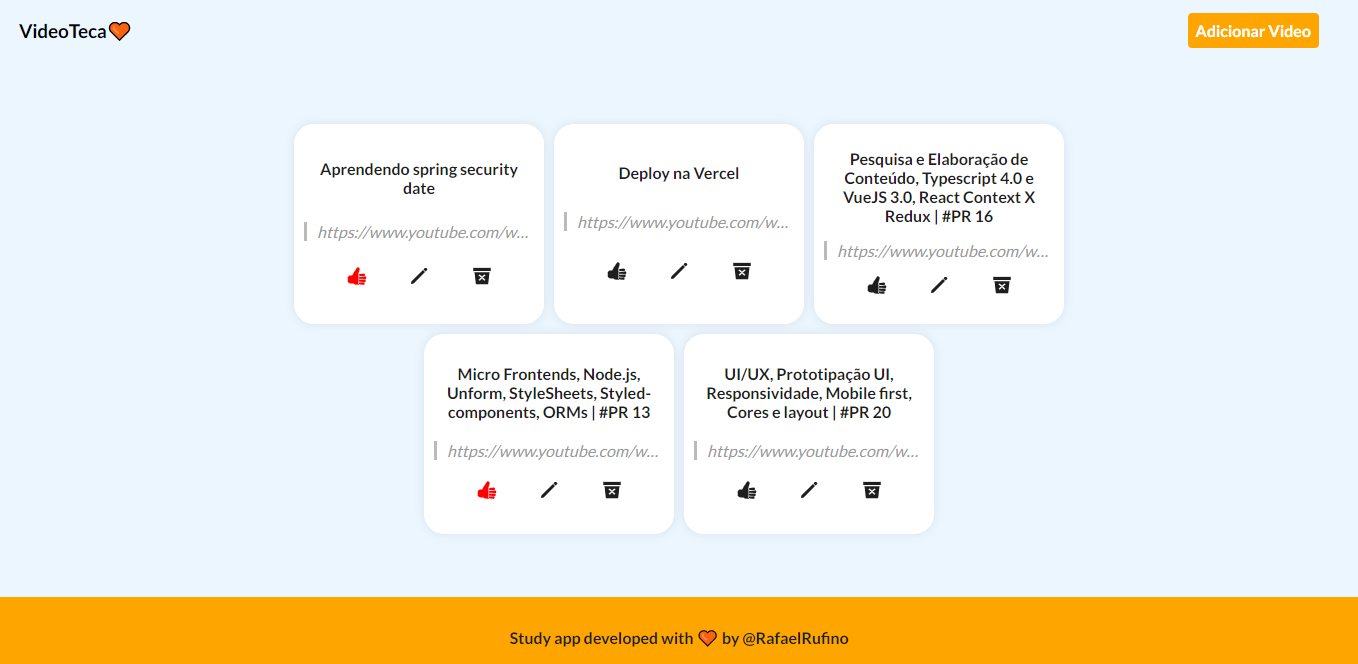 VideoTeca
Adicionar Video
Aprendendo spring security
date
https://www.youtube.com/w...
Deploy na Vercel
https://www.youtube.com/w...
Pesquisa e Elaboração de
Conteúdo, Typescript 4.0 e
VueJS 3.0, React Context X
Redux | #PR 16
https://www.youtube.com/w...
Micro Frontends, Node.js,
Unform, StyleSheets, Styled-
components, ORMs | #PR 13
https://www.youtube.com/w...
UI/UX, Prototipação UI,
Responsividade, Mobile first,
Cores e layout | #PR 20
https://www.youtube.com/w...
Study app developed with 🧡 by @RafaelRufino